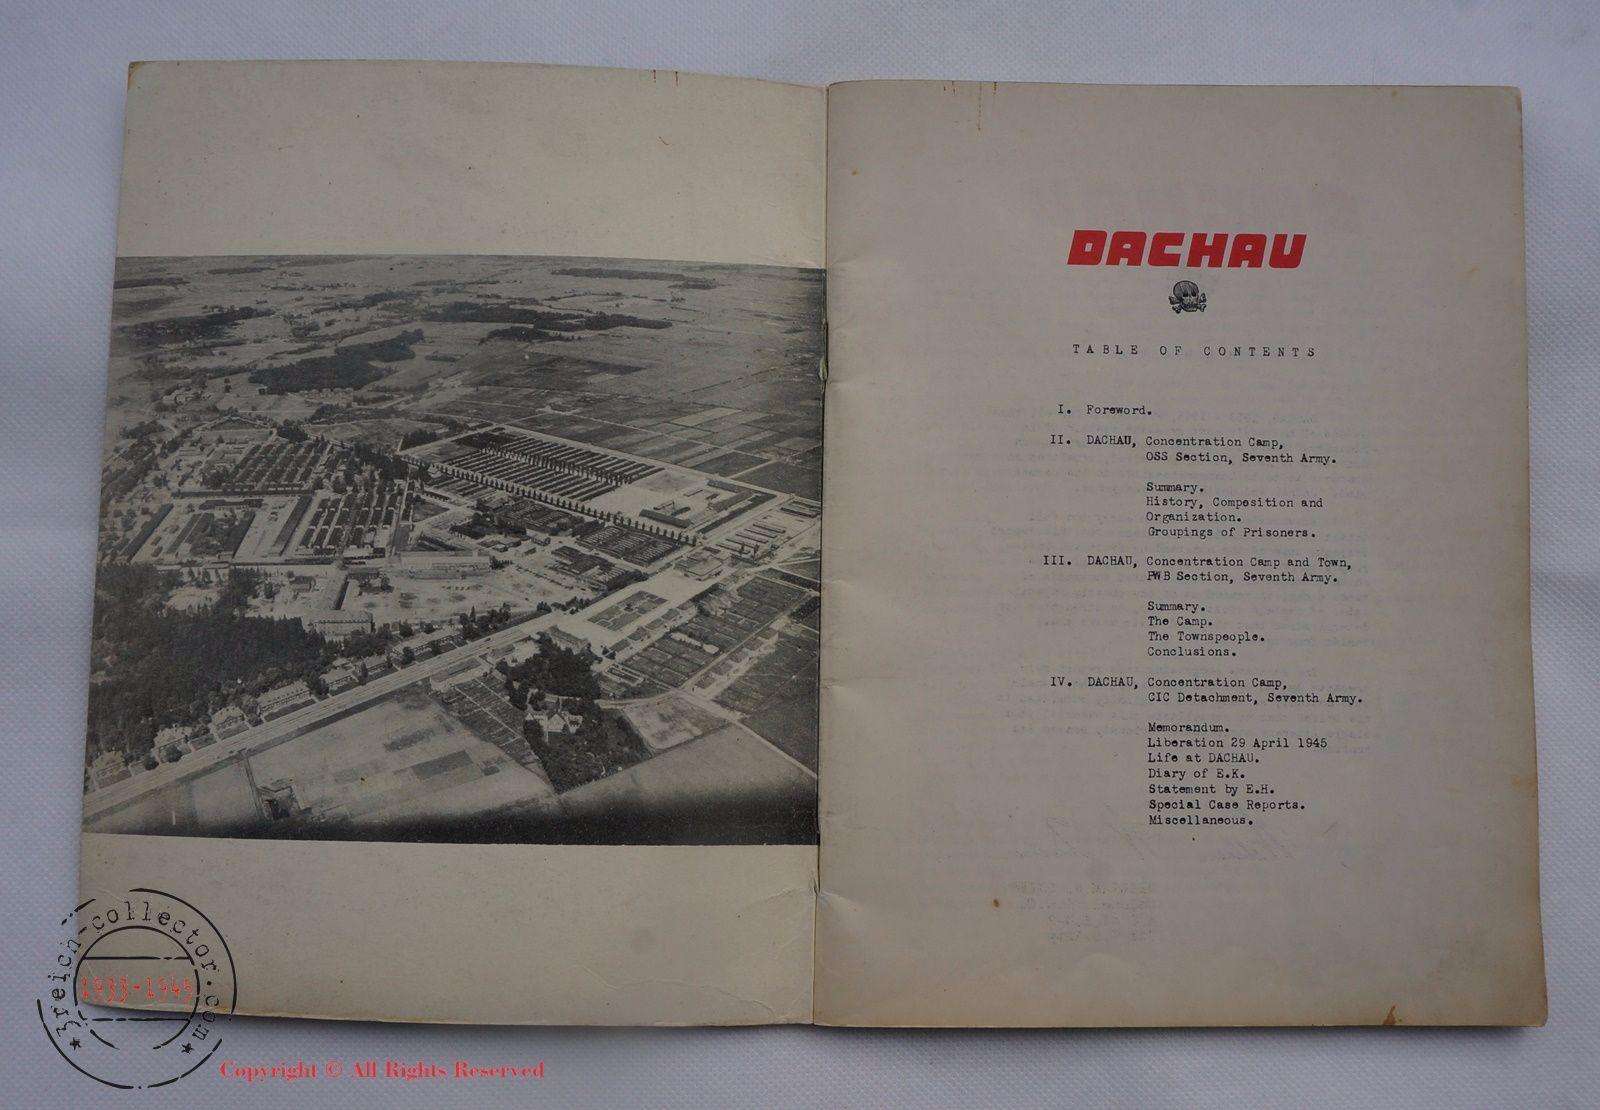 DACHAU
TABLE OF CONTENTS
I. Foreword.
II. DACHAU, Concentration Camp,
OSS Section, Seventh Army.
Summary.
History, Composition and
Organization.
Groupings of Prisoners.
III. DACHAU, Concentration Camp and Town,
PWB Section, Seventh Army.
Summary.
The Camp.
The Townspeople.
Conclusions.
IV. DACHAU, Concentration Camp,
CIC Detachment, Seventh Army.
Memorandum.
Liberation 29 April 1945
Life at DACHAU.
Diary of E.K.
Statement by E.H.
Special Case Reports.
Miscellaneous.
3reich-collector.com
1933-1945
Copyright © All Rights Reserved